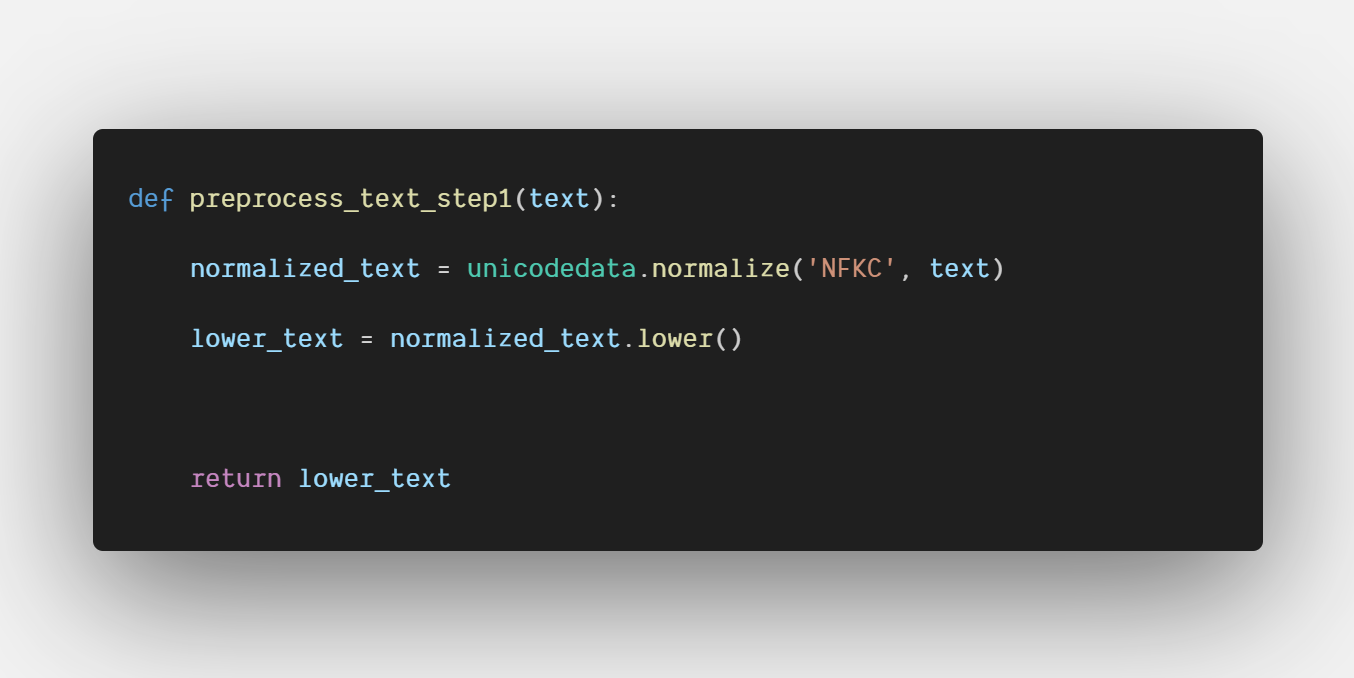 def preprocess_text_step1(text):
    normalized_text = unicodedata.normalize('NFKC', text)
    lower_text = normalized_text.lower()
    return lower_text